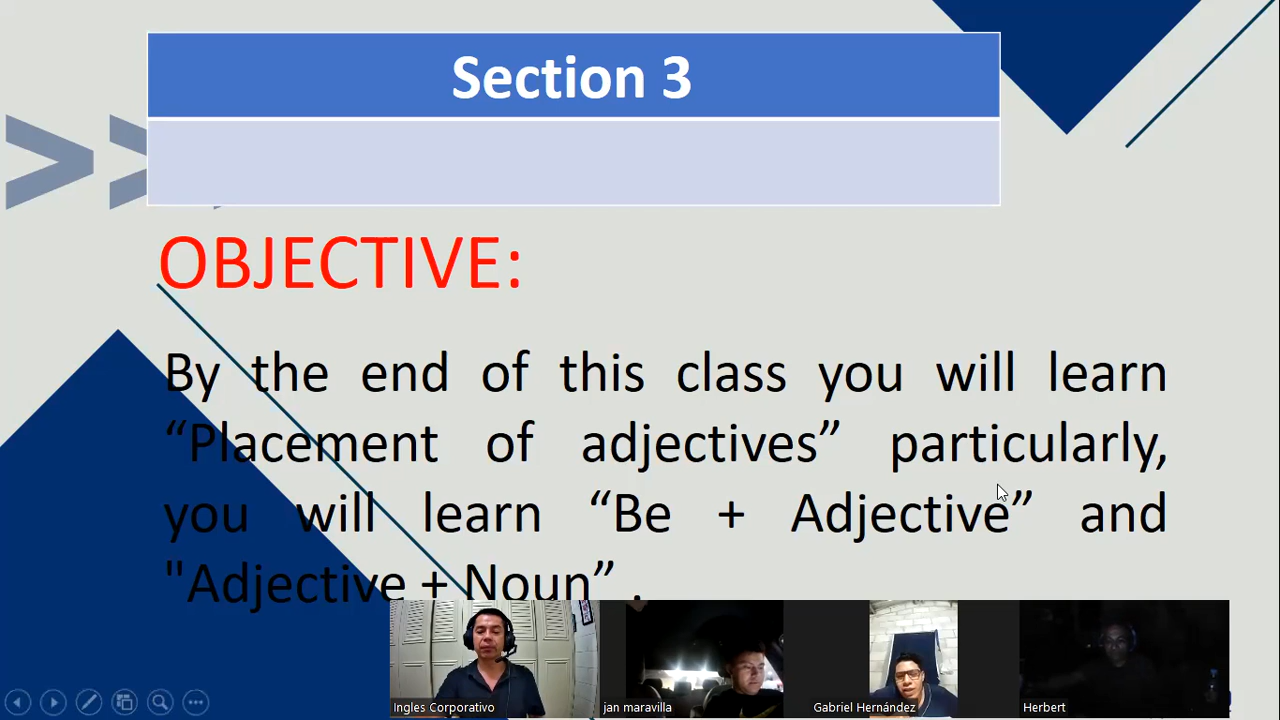 Section 3
OBJECTIVE:
By the end of this class you will learn
“Placement of adjectives” particularly,
you will learn “Be + Adjective” and
"Adjective + Noun” .
Ingles Corporativo
jan maravilla
Gabriel Hernández
Herbert